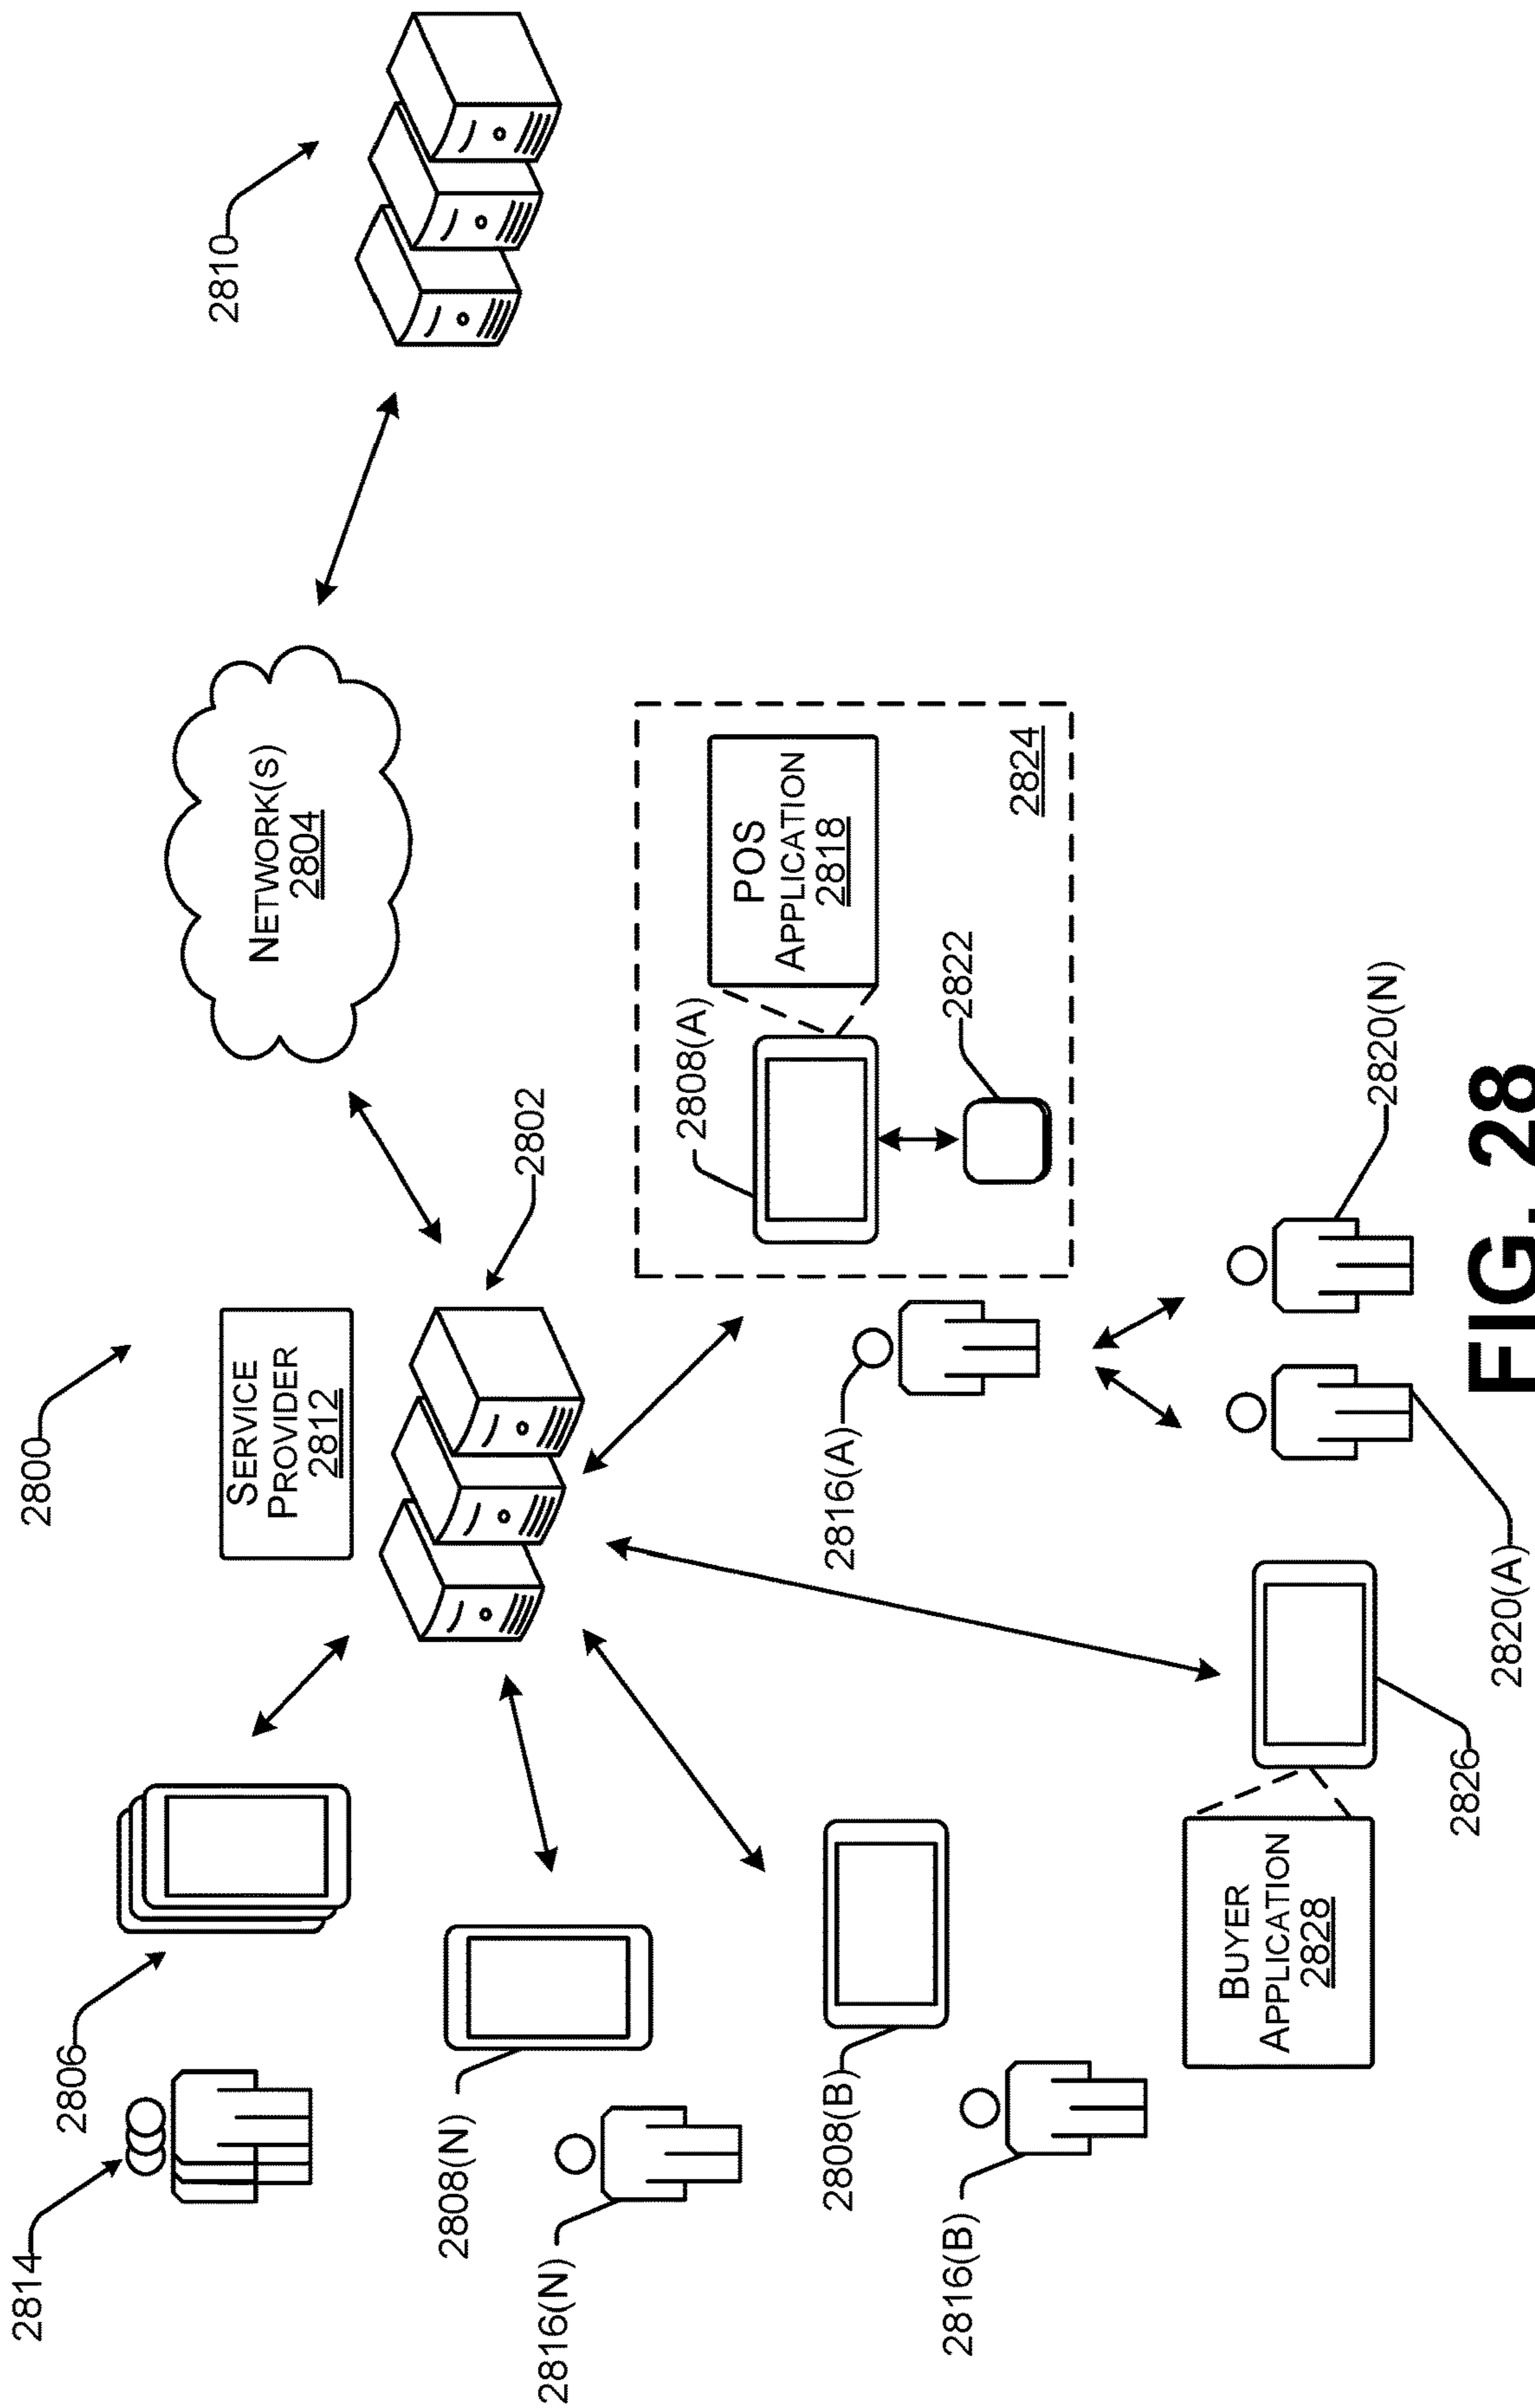 2800
SERVICE
PROVIDER
2812
2802
NETWORK(S)
2804
2810
2814
2806
2808(N)
2816(N)
2808(B)
2816(B)
2808(A)
POS
APPLICATION
2818
2822
2824
2816(A)
2820(A)
2820(N)
BUYER
APPLICATION
2828
2826
FIG. 28